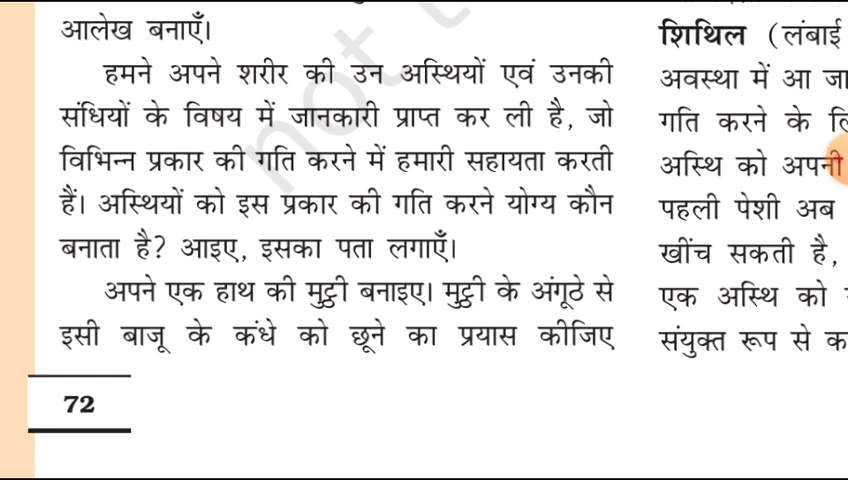 आलेख बनाएँ।
हमने अपने शरीर की उन अस्थियों एवं उनकी
संधियों के विषय में जानकारी प्राप्त कर ली है, जो
विभिन्न प्रकार की गति करने में हमारी सहायता करती
हैं। अस्थियों को इस प्रकार की गति करने योग्य कौन
बनाता है? आइए, इसका पता लगाएँ।
अपने एक हाथ की मुट्ठी बनाइए। मुट्ठी के अंगूठे से
इसी बाजू के कंधे को छूने का प्रयास कीजिए
72
शिथिल (लंबाई
अवस्था में आ
गति करने के
अस्थि को अपनी
पहली पेशी अब
खींच सकती है,
एक अस्थि को
संयुक्त रूप से
not